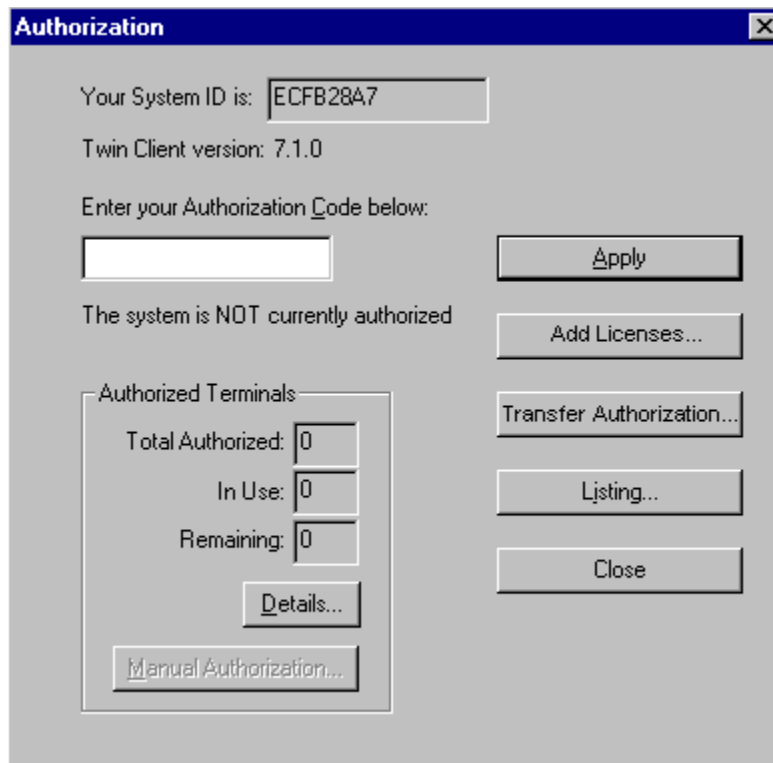 Authorization
Your System ID is: ECFB28A7
Twin Client version: 7.1.0
Enter your Authorization Code below:
Apply
The system is NOT currently authorized
Add Licenses...
Authorized Terminals
Transfer Authorization...
Total Authorized: 0
In Use: 0
Listing...
Remaining: 0
Close
Details...
Manual Authorization...